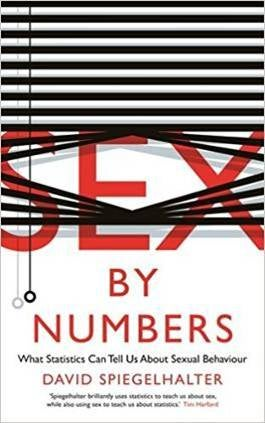 SEX
BY
NUMBERS
What Statistics Can Tell Us About Sexual Behaviour
DAVID SPIEGELHALTER
'Spiegelhalter brilliantly uses statistics to teach us about sex,
while also using sex to teach us about statistics.' Tim Harford